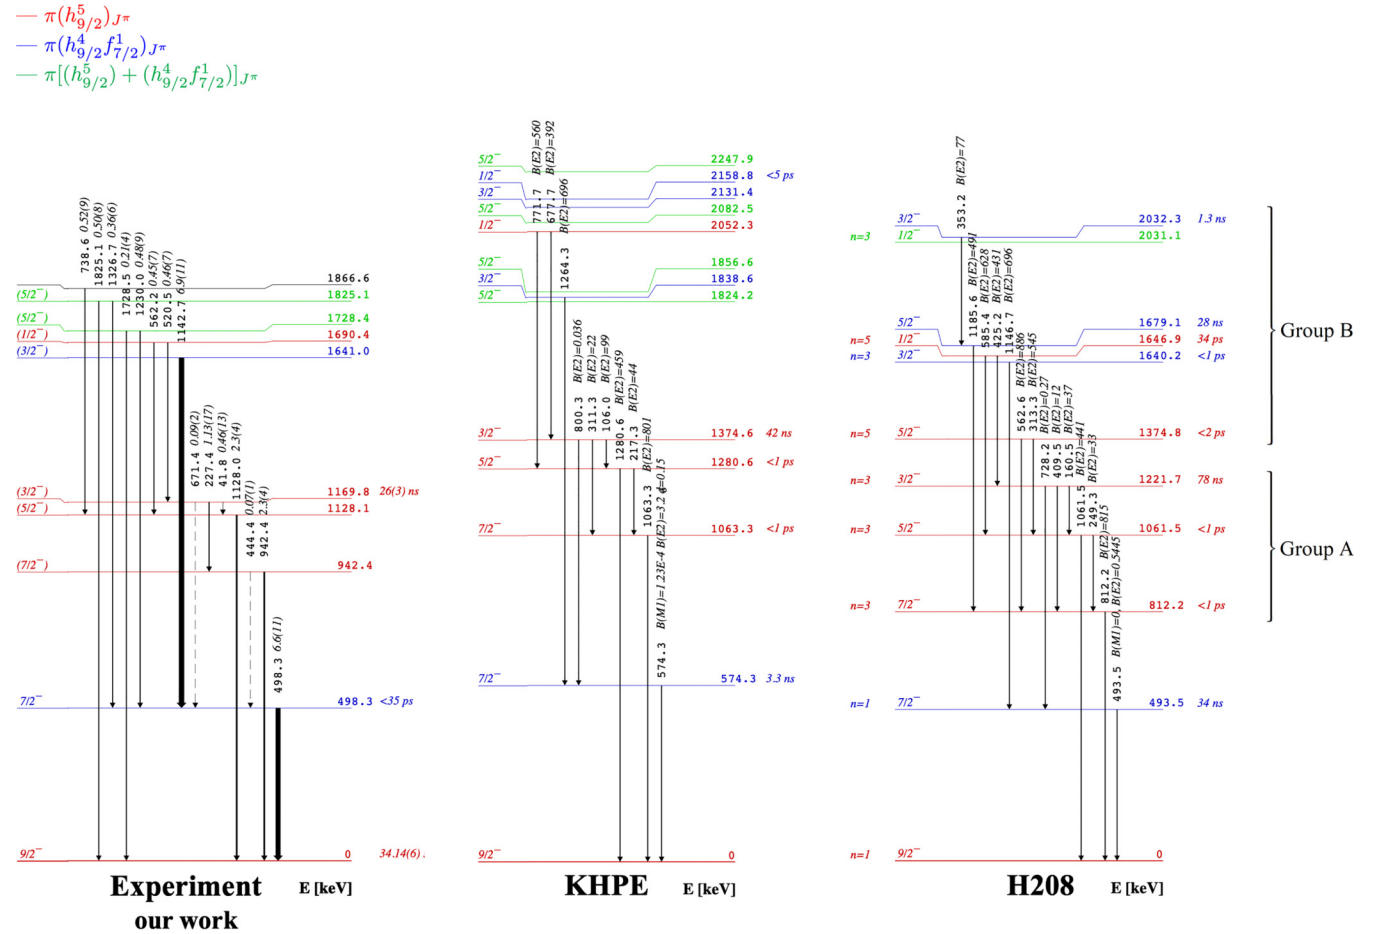 — π(h⁵₉/₂)Jπ
— π(h⁴₉/₂f¹₇/₂)Jπ
— π[(h⁵₉/₂) + (h⁴₉/₂f¹₇/₂)]Jπ
738.6 0.52(9)
1825.1 0.50(8)
1326.7 0.36(6)
1728.5 0.21(4)
1230.0 0.48(9)
562.2 0.45(7)
520.5 0.46(7)
1142.7 6.9(11)
671.4 0.09(2)
227.4 1.13(17)
41.8 0.46(13)
1128.0 2.3(4)
444.4 0.07(1)
942.4 2.3(4)
498.3 6.6(11)
1866.6
(5/2⁻) 1825.1
(5/2⁻) 1728.4
(1/2⁻) 1690.4
(3/2⁻) 1641.0
(3/2⁻) 1169.8 26(3) ns
(5/2⁻) 1128.1
(7/2⁻) 942.4
7/2⁻ 498.3 <35 ps
9/2⁻ 0 34.14(6)
Experiment E [keV]
our work
771.7 B(E2)=560
677.7 B(E2)=392
1264.3 B(E2)=696
800.3 B(E2)=0.036
311.3 B(E2)=22
106.0 B(E2)=99
1280.6 B(E2)=459
217.3 B(E2)=44
1063.3 B(E2)=801
574.3 B(M1)=1.23E-4 B(E2)=3.2
5/2⁻ 2247.9
1/2⁻ 2158.8 <5 ps
3/2⁻ 2131.4
5/2⁻ 2082.5
1/2⁻ 2052.3
5/2⁻ 1856.6
3/2⁻ 1838.6
5/2⁻ 1824.2
3/2⁻ 1374.6 42 ns
5/2⁻ 1280.6 <1 ps
7/2⁻ 1063.3 <1 ps
7/2⁻ 574.3 3.3 ns
9/2⁻ 0
KHPE E [keV]
353.2 B(E2)=77
1185.6 B(E2)=491
585.4 B(E2)=628
425.2 B(E2)=431
1146.7 B(E2)=696
562.6 B(E2)=886
313.3 B(E2)=545
728.2 B(E2)=0.27
409.5 B(E2)=12
160.5 B(E2)=37
1061.5 B(E2)=441
249.3 B(E2)=33
812.2 B(E2)=815
493.5 B(M1)=0, B(E2)=0.5445
3/2⁻ 2032.3 1.3 ns
n=3 1/2⁻ 2031.1
5/2⁻ 1679.1 28 ns
n=5 1/2⁻ 1646.9 34 ps
n=3 3/2⁻ 1640.2 <1 ps
n=5 5/2⁻ 1374.8 <2 ps
n=3 3/2⁻ 1221.7 78 ns
n=3 5/2⁻ 1061.5 <1 ps
n=3 7/2⁻ 812.2 <1 ps
n=1 7/2⁻ 493.5 34 ns
n=1 9/2⁻ 0
H208 E [keV]
Group B
Group A